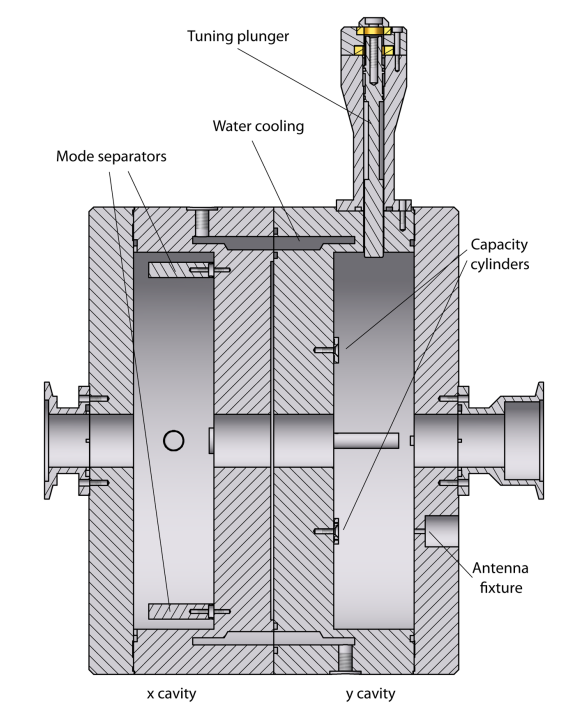 Tuning plunger
Water cooling
Mode separators
Capacity
cylinders
Antenna
fixture
x cavity
y cavity